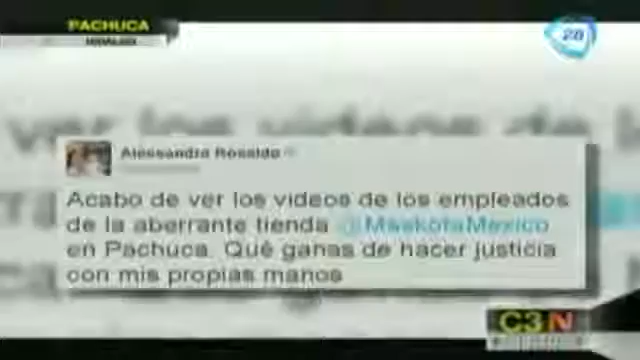 PACHUCA
HIDALGO
28
Alessandra Rosaldo
Acabo de ver los videos de los empleados
de la aberrante tienda @MaskotaMexico
en Pachuca. Qué ganas de hacer justicia
con mis propias manos
C3N